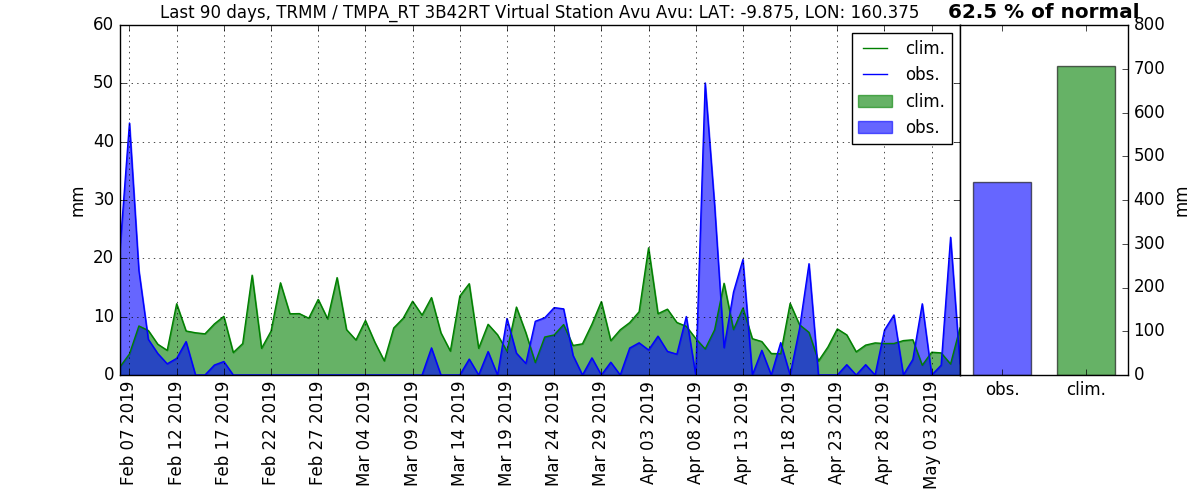 Last 90 days, TRMM / TMPA_RT 3B42RT Virtual Station Avu Avu: LAT: -9.875, LON: 160.375
62.5 % of normal
60
50
40
30
20
10
0
mm
clim.
obs.
clim.
obs.
800
700
600
500
400
300
200
100
0
mm
Feb 07 2019
Feb 12 2019
Feb 17 2019
Feb 22 2019
Feb 27 2019
Mar 04 2019
Mar 09 2019
Mar 14 2019
Mar 19 2019
Mar 24 2019
Mar 29 2019
Apr 03 2019
Apr 08 2019
Apr 13 2019
Apr 18 2019
Apr 23 2019
Apr 28 2019
May 03 2019
obs.
clim.